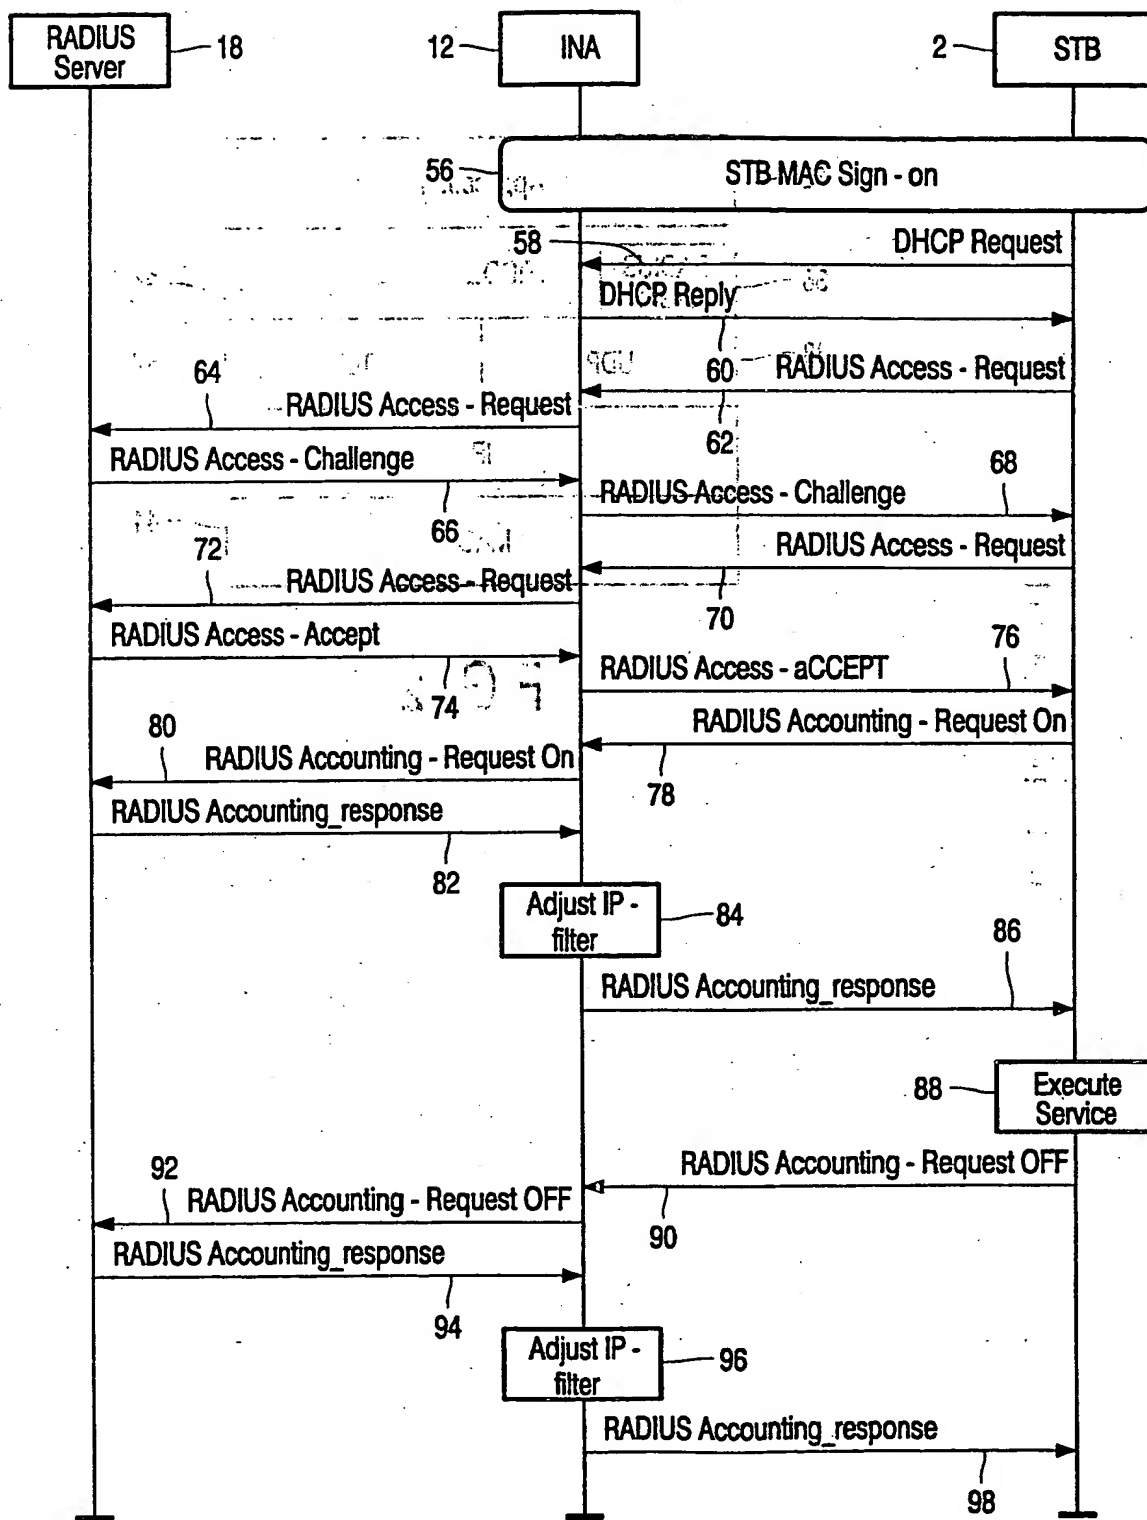 RADIUS
Server
18
12
INA
2
STB
56
STB MAC Sign - on
58
DHCP Request
DHCP Reply
60
64
RADIUS Access - Request
RADIUS Access - Request
62
RADIUS Access - Challenge
66
RADIUS Access - Challenge
68
RADIUS Access - Request
70
72
RADIUS Access - Request
RADIUS Access - Accept
74
RADIUS Access - aCCEPT
76
RADIUS Accounting - Request On
78
80
RADIUS Accounting - Request On
RADIUS Accounting_response
82
Adjust IP -
filter
84
86
RADIUS Accounting_response
88
Execute
Service
RADIUS Accounting - Request OFF
90
92
RADIUS Accounting - Request OFF
RADIUS Accounting_response
94
Adjust IP -
filter
96
RADIUS Accounting_response
98